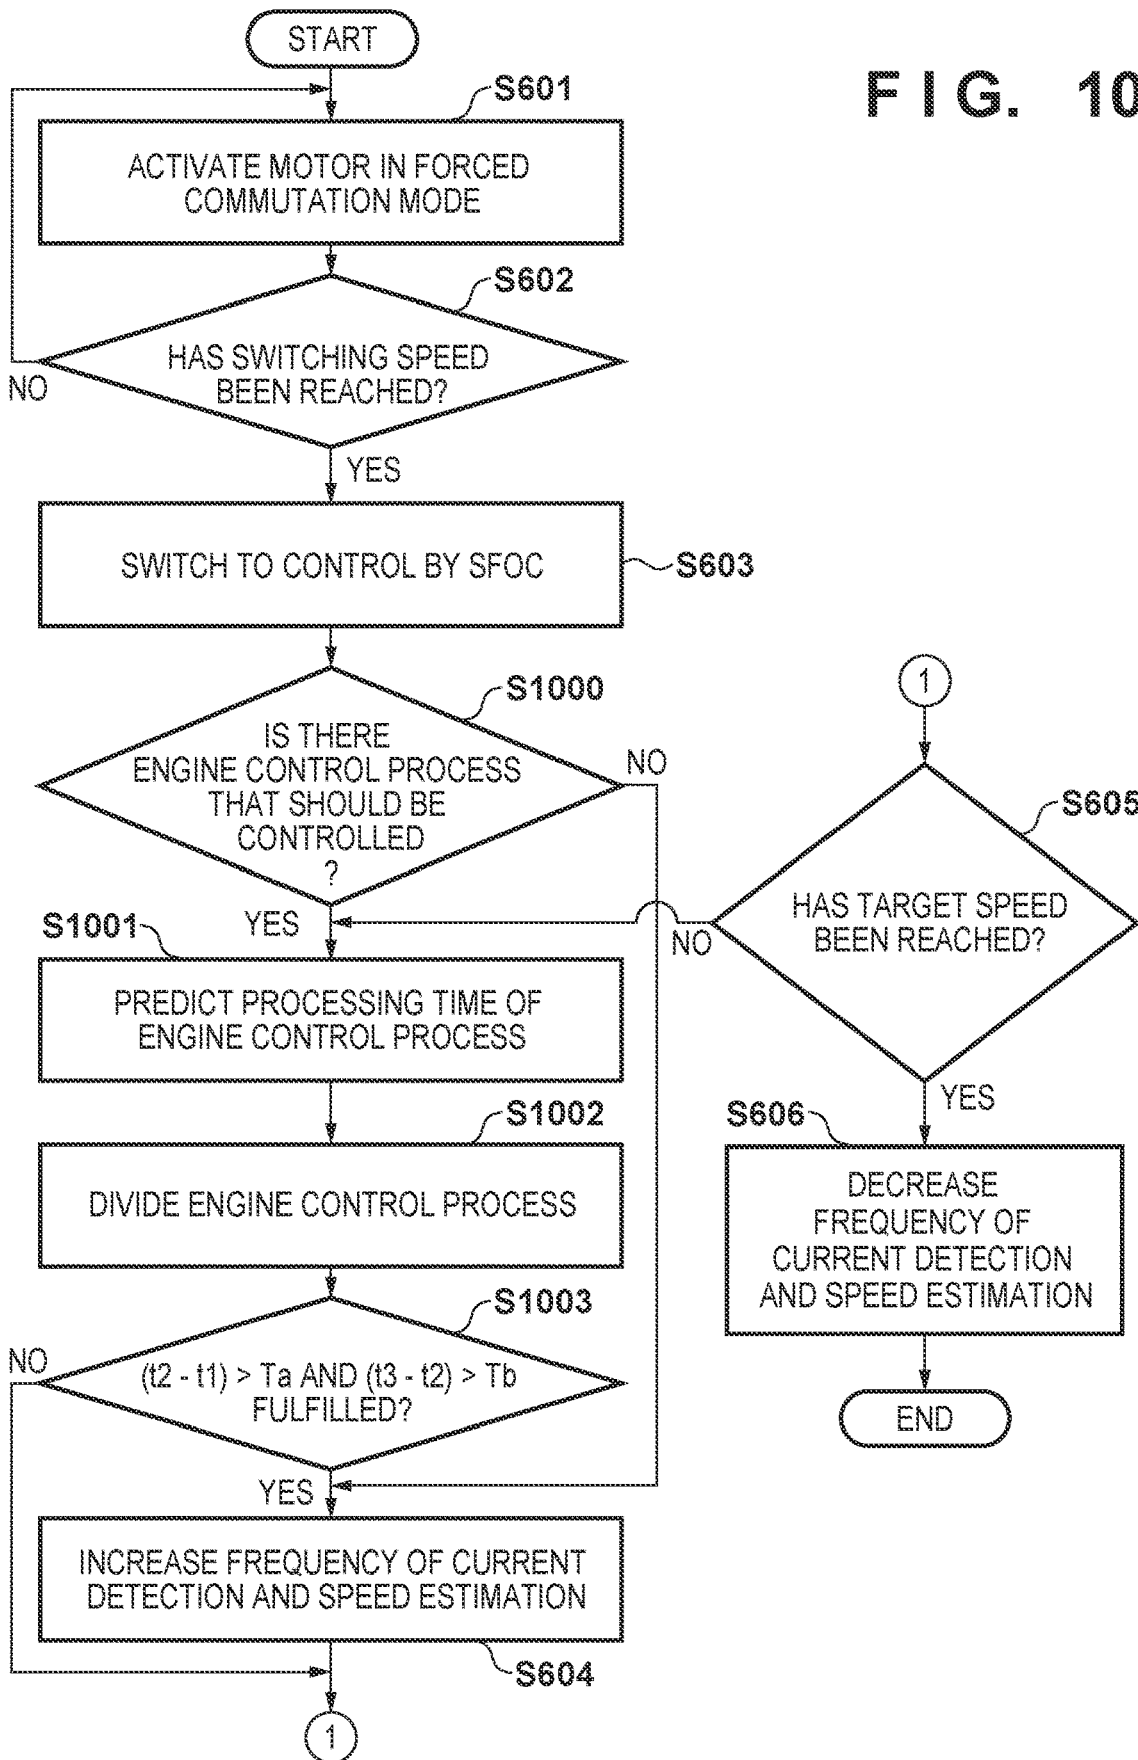 START
FIG. 10
S601
ACTIVATE MOTOR IN FORCED
COMMUTATION MODE
S602
HAS SWITCHING SPEED
BEEN REACHED?
NO
YES
SWITCH TO CONTROL BY SFOC
S603
S1000
IS THERE
ENGINE CONTROL PROCESS
THAT SHOULD BE
CONTROLLED
?
NO
YES
S1001
PREDICT PROCESSING TIME OF
ENGINE CONTROL PROCESS
S1002
DIVIDE ENGINE CONTROL PROCESS
S1003
NO
(t2 - t1) > Ta AND (t3 - t2) > Tb
FULFILLED?
YES
INCREASE FREQUENCY OF CURRENT
DETECTION AND SPEED ESTIMATION
S604
1
1
S605
HAS TARGET SPEED
BEEN REACHED?
NO
YES
S606
DECREASE
FREQUENCY OF
CURRENT DETECTION
AND SPEED ESTIMATION
END